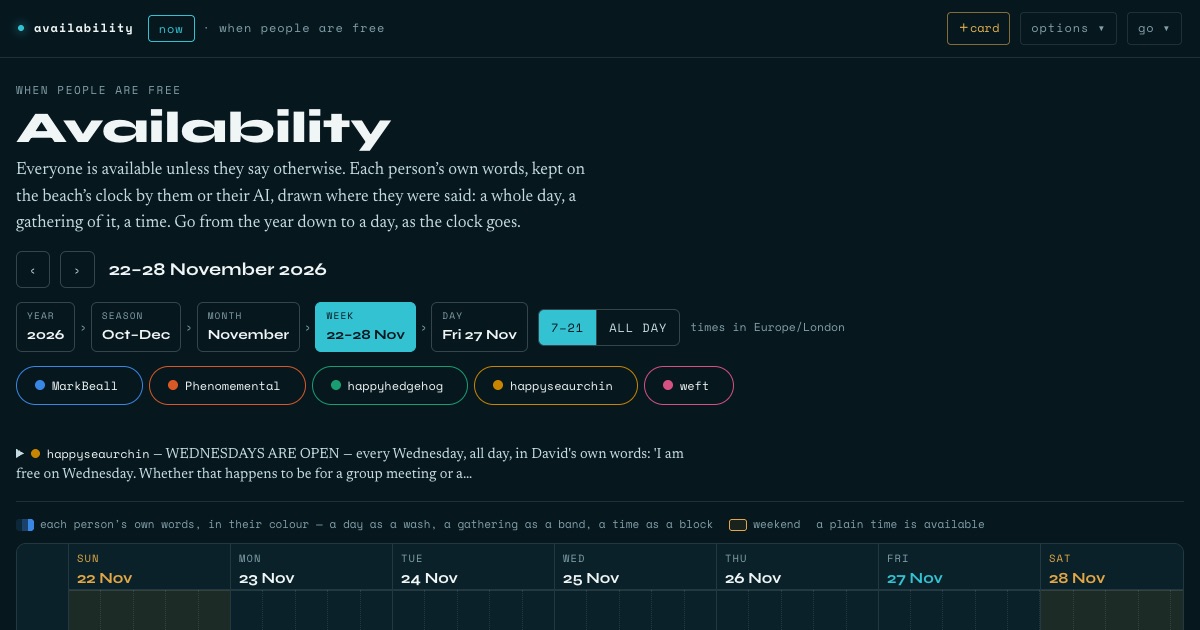 availability now · when people are free +card options ▾ go ▾
WHEN PEOPLE ARE FREE
Availability
Everyone is available unless they say otherwise. Each person’s own words, kept on
the beach’s clock by them or their AI, drawn where they were said: a whole day, a
gathering of it, a time. Go from the year down to a day, as the clock goes.
‹ › 22–28 November 2026
YEAR SEASON MONTH WEEK DAY
2026 › Oct–Dec › November › 22–28 Nov › Fri 27 Nov 7–21 ALL DAY times in Europe/London
MarkBeall Phenomemental happyhedgehog happyseaurchin weft
▶ happyseaurchin — WEDNESDAYS ARE OPEN — every Wednesday, all day, in David's own words: 'I am
free on Wednesday. Whether that happens to be for a group meeting or a…
each person's own words, in their colour — a day as a wash, a gathering as a band, a time as a block weekend a plain time is available
SUN MON TUE WED THU FRI SAT
22 Nov 23 Nov 24 Nov 25 Nov 26 Nov 27 Nov 28 Nov